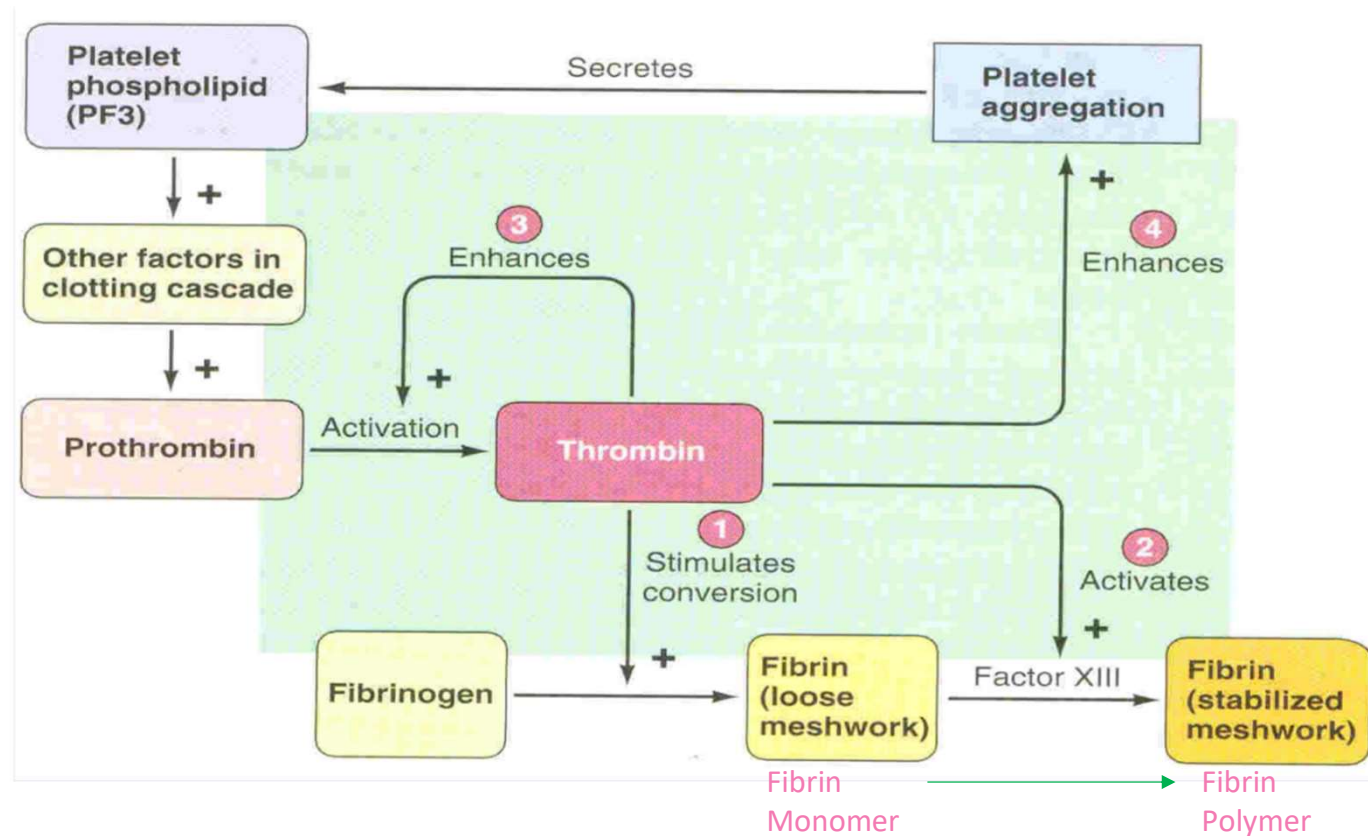 Platelet
phospholipid
(PF3)
Secretes
Platelet
aggregation
+
+
3
Enhances
4
Enhances
Other factors in
clotting cascade
+
+
Prothrombin
Activation
Thrombin
1
Stimulates
conversion
2
Activates
+
+
Fibrinogen
Fibrin
(loose
meshwork)
Factor XIII
Fibrin
(stabilized
meshwork)
Fibrin
Monomer
Fibrin
Polymer